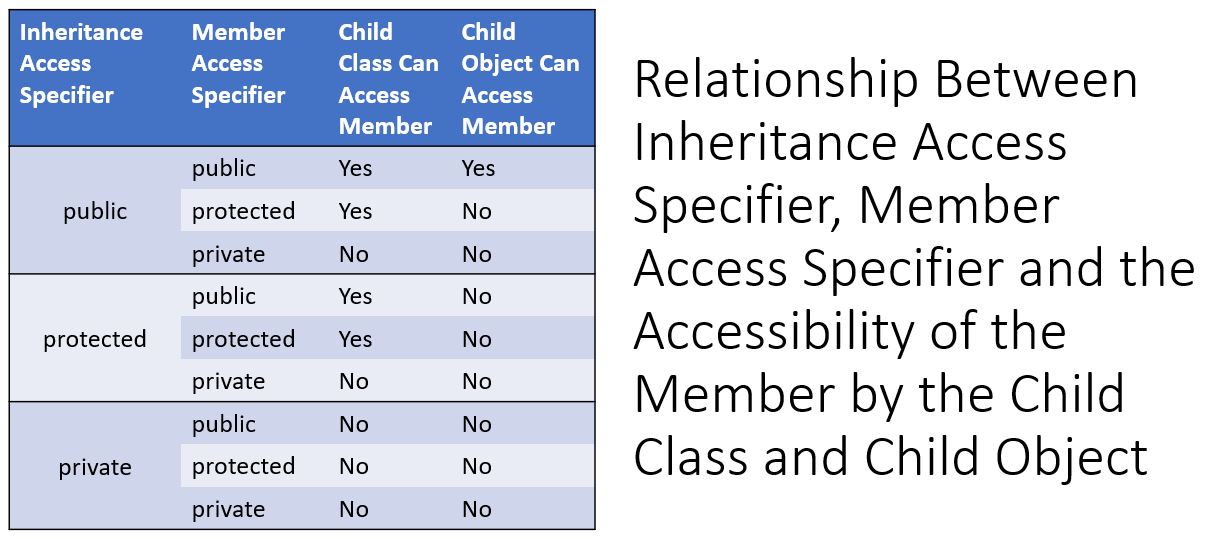 Inheritance Access Specifier | Member Access Specifier | Child Class Can Access Member | Child Object Can Access Member
public | public | Yes | Yes
protected | Yes | No
private | No | No
protected | public | Yes | No
protected | Yes | No
private | No | No
private | public | No | No
protected | No | No
private | No | No
Relationship Between
Inheritance Access
Specifier, Member
Access Specifier and the
Accessibility of the
Member by the Child
Class and Child Object